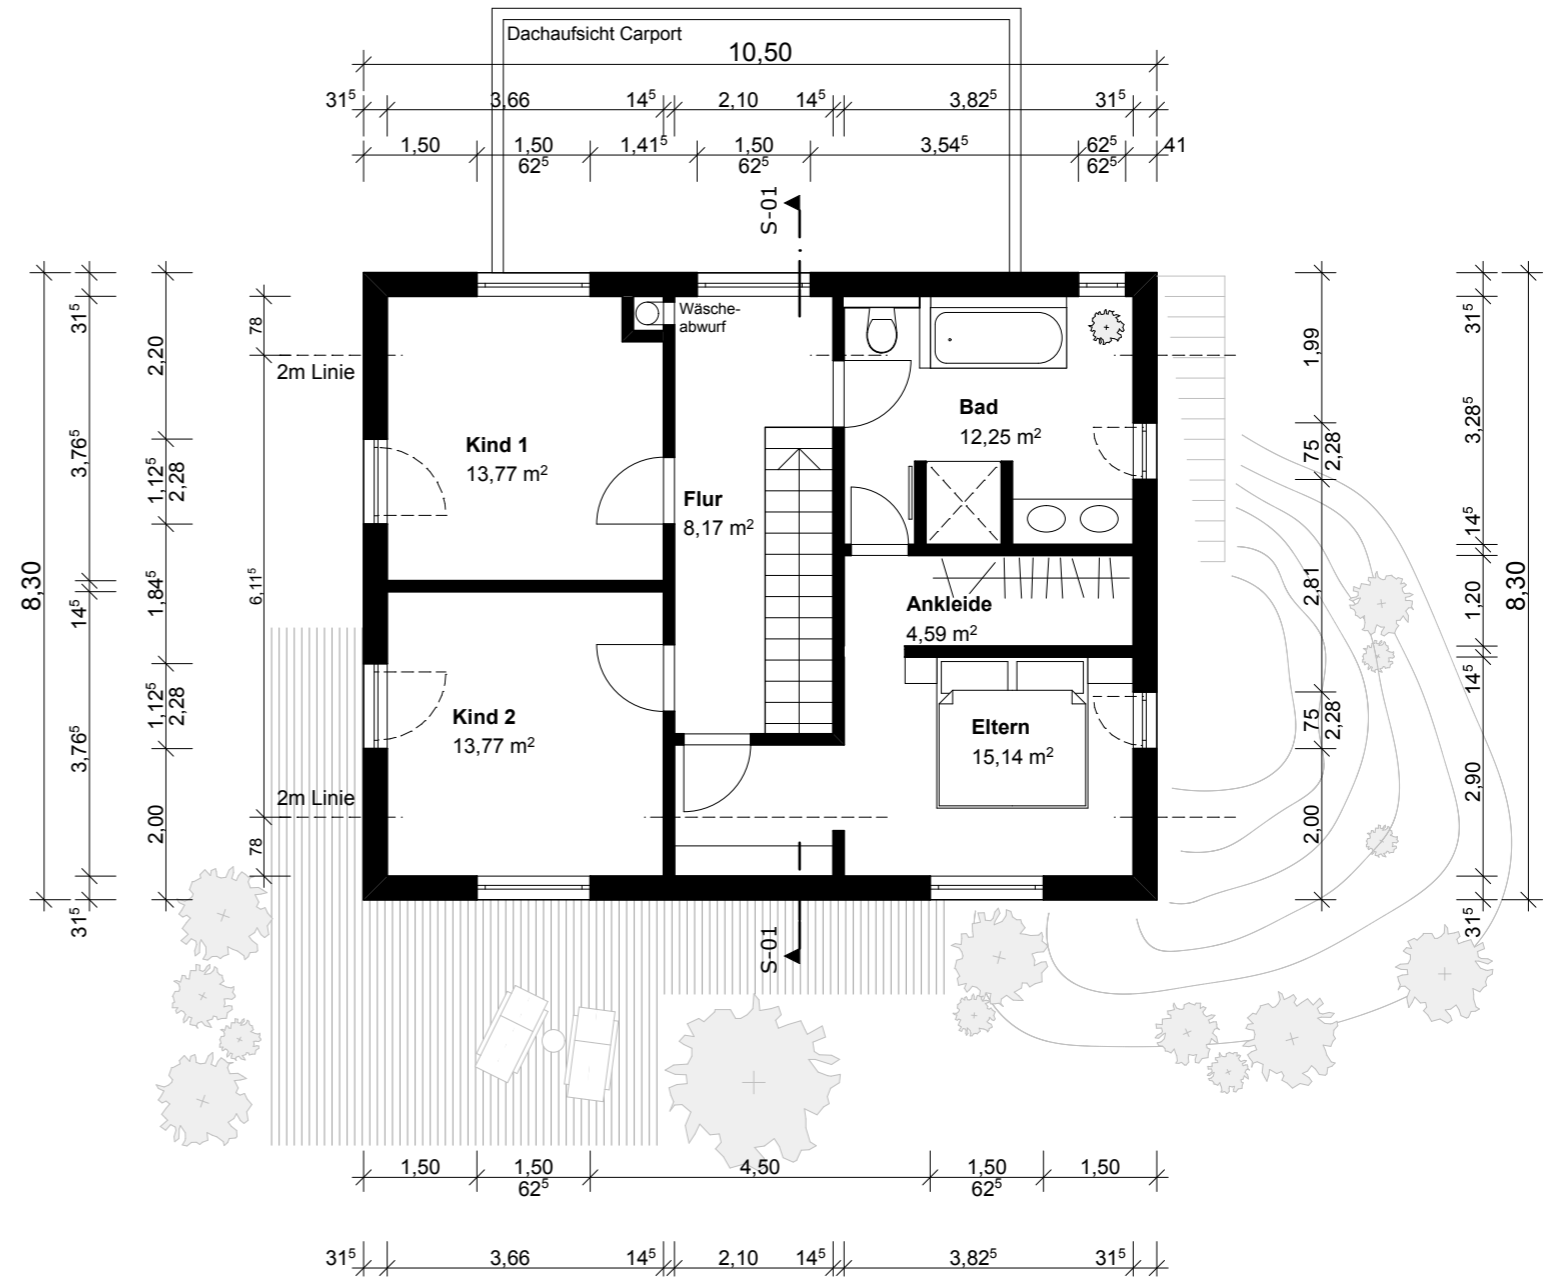 Dachaufsicht Carport
10,50
31⁵ 3,66 14⁵ 2,10 14⁵ 3,82⁵ 31⁵
1,50 1,50 1,41⁵ 1,50 3,54⁵ 62⁵ 41
62⁵ 62⁵ 62⁵
S-01
8,30
31⁵
3,76⁵
14⁵
3,76⁵
31⁵
2,20
1,12⁵
2,28
1,84⁵
1,12⁵
2,28
2,00
78
6,11⁵
78
2m Linie
2m Linie
Wäsche-
abwurf
Kind 1
13,77 m²
Flur
8,17 m²
Bad
12,25 m²
Ankleide
4,59 m²
Kind 2
13,77 m²
Eltern
15,14 m²
1,99
75
2,28
2,81
75
2,28
2,00
31⁵
3,28⁵
14⁵
1,20
14⁵
2,90
31⁵
8,30
S-01
1,50 1,50 4,50 1,50 1,50
62⁵ 62⁵
31⁵ 3,66 14⁵ 2,10 14⁵ 3,82⁵ 31⁵